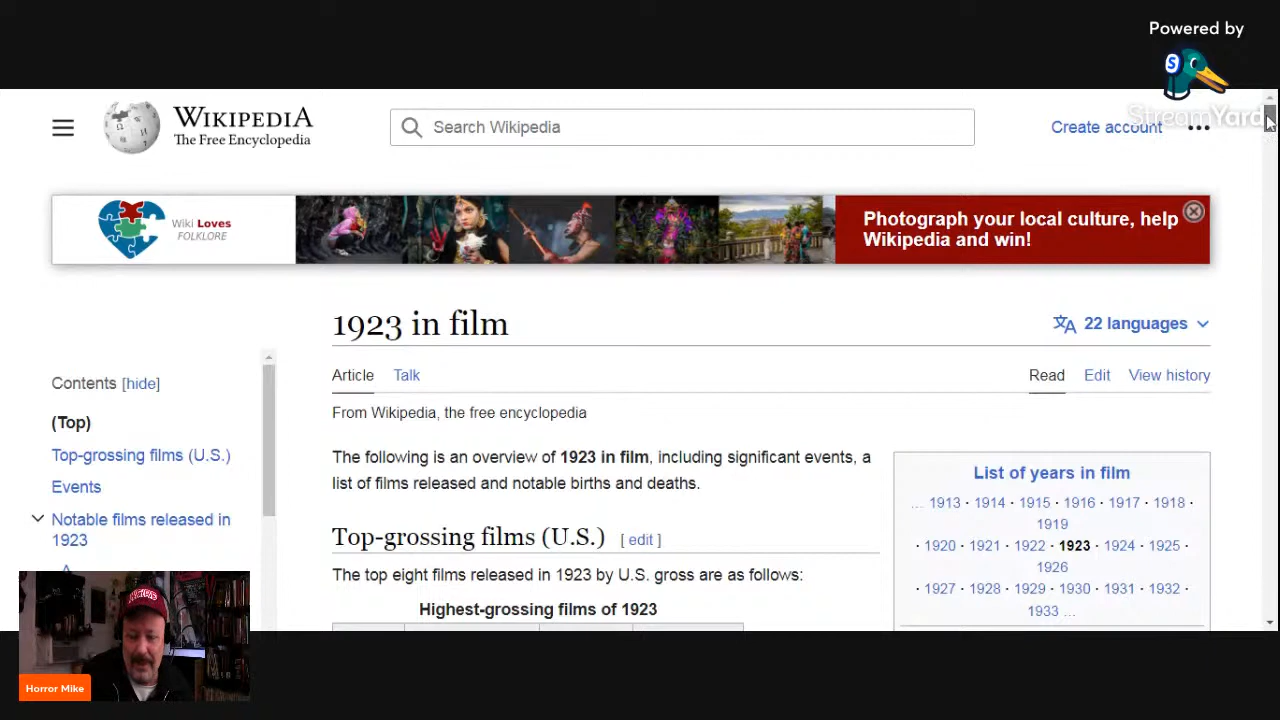 Powered by
S
StreamYard
WIKIPEDIA
The Free Encyclopedia
Search Wikipedia
Create account
Wiki Loves
FOLKLORE
Photograph your local culture, help
Wikipedia and win!
1923 in film
22 languages
Article Talk
Read Edit View history
From Wikipedia, the free encyclopedia
Contents [hide]
(Top)
Top-grossing films (U.S.)
Events
Notable films released in
1923
The following is an overview of 1923 in film, including significant events, a
list of films released and notable births and deaths.
Top-grossing films (U.S.) [ edit ]
The top eight films released in 1923 by U.S. gross are as follows:
Highest-grossing films of 1923
List of years in film
... 1913 · 1914 · 1915 · 1916 · 1917 · 1918 ·
1919
· 1920 · 1921 · 1922 · 1923 · 1924 · 1925 ·
1926
· 1927 · 1928 · 1929 · 1930 · 1931 · 1932 ·
1933 ...
Horror Mike